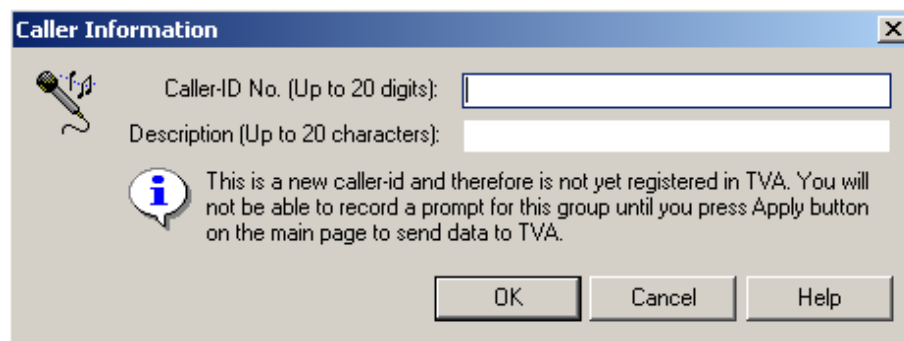 Caller Information
Caller-ID No. (Up to 20 digits):
Description (Up to 20 characters):
This is a new caller-id and therefore is not yet registered in TVA. You will
not be able to record a prompt for this group until you press Apply button
on the main page to send data to TVA.
OK Cancel Help